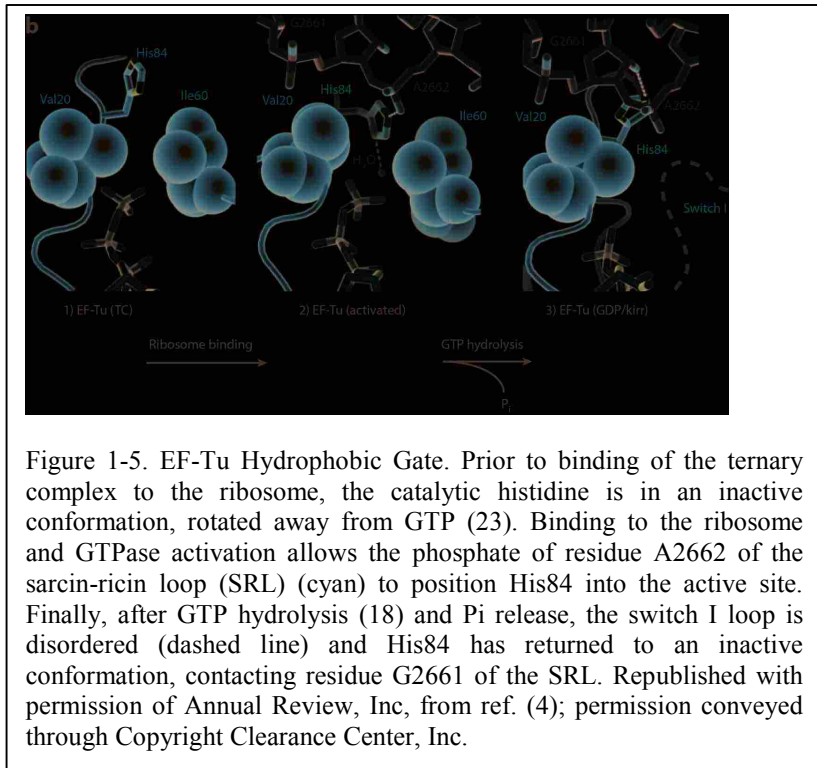 b
His84
Val20
Ile60
G2661
Val20
His84
A2662
Ile60
H2O
G2661
Val20
A2662
His84
Switch I
1) EF-Tu (TC)
2) EF-Tu (activated)
3) EF-Tu (GDP/kirr)
Ribosome binding
GTP hydrolysis
Pi
Figure 1-5. EF-Tu Hydrophobic Gate. Prior to binding of the ternary
complex to the ribosome, the catalytic histidine is in an inactive
conformation, rotated away from GTP (23). Binding to the ribosome
and GTPase activation allows the phosphate of residue A2662 of the
sarcin-ricin loop (SRL) (cyan) to position His84 into the active site.
Finally, after GTP hydrolysis (18) and Pi release, the switch I loop is
disordered (dashed line) and His84 has returned to an inactive
conformation, contacting residue G2661 of the SRL. Republished with
permission of Annual Review, Inc, from ref. (4); permission conveyed
through Copyright Clearance Center, Inc.